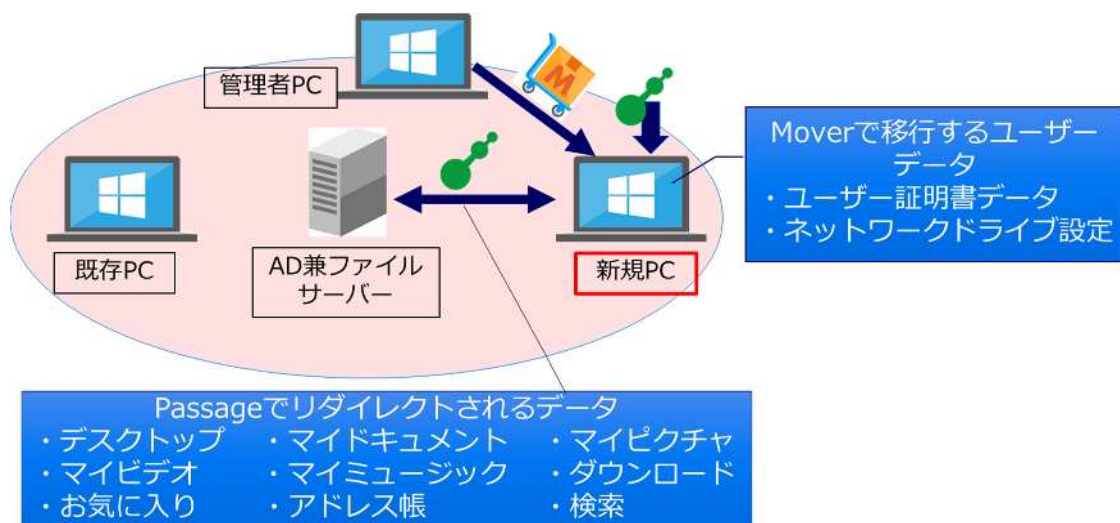 管理者PC
M
Moverで移行するユーザー
データ
・ユーザー証明書データ
・ネットワークドライブ設定
既存PC
AD兼ファイル
サーバー
新規PC
Passageでリダイレクトされるデータ
・デスクトップ ・マイドキュメント ・マイピクチャ
・マイビデオ ・マイミュージック ・ダウンロード
・お気に入り ・アドレス帳 ・検索